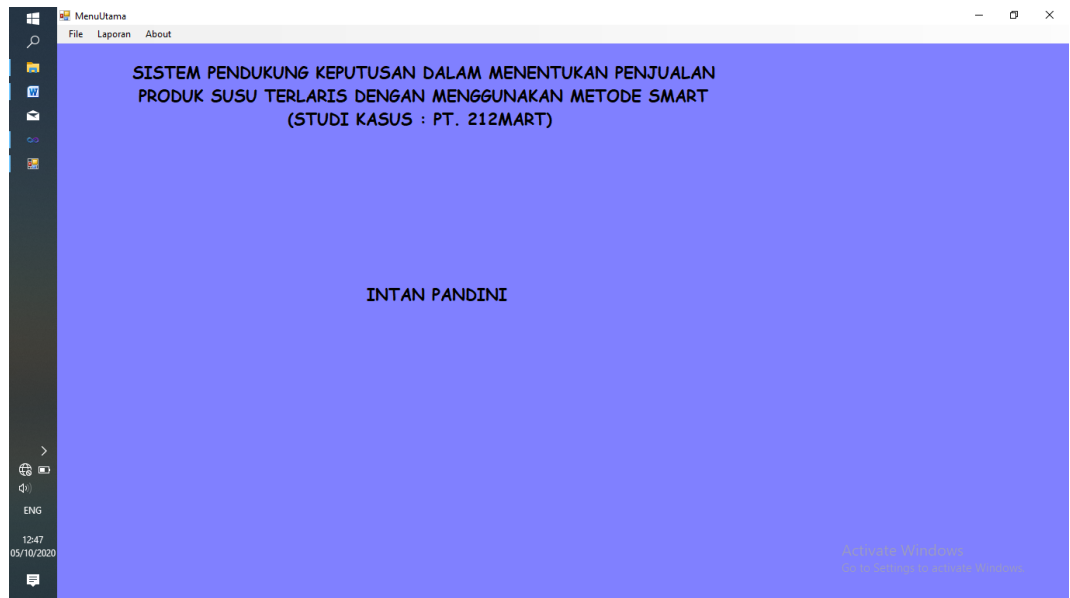 MenuUtama
File Laporan About
SISTEM PENDUKUNG KEPUTUSAN DALAM MENENTUKAN PENJUALAN
PRODUK SUSU TERLARIS DENGAN MENGGUNAKAN METODE SMART
(STUDI KASUS : PT. 212MART)
INTAN PANDINI
ENG
12:47
05/10/2020
Activate Windows
Go to Settings to activate Windows.